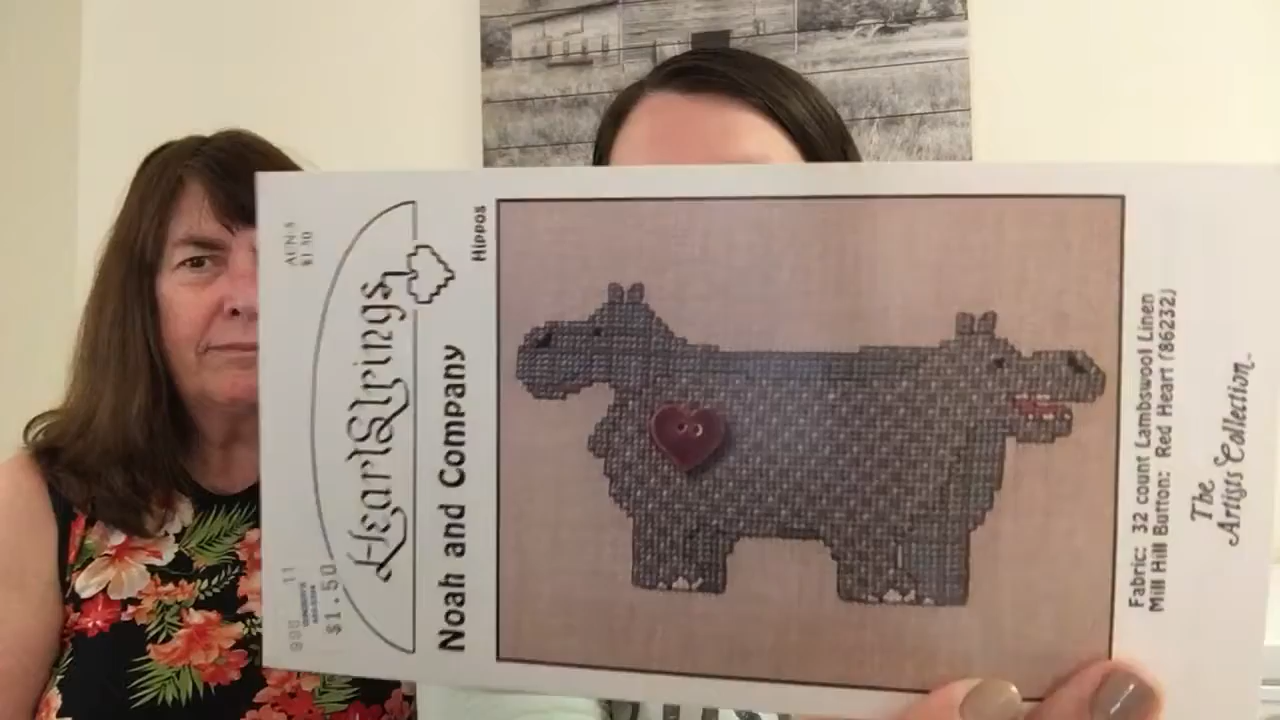 HeartStrings
Noah and Company
Hippos
$1.50
Fabric: 32 count Lambswool Linen
Mill Hill Button: Red Heart (86232)
The
Artists Collection